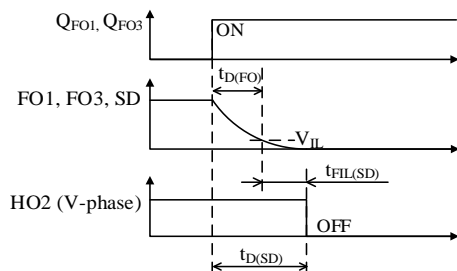 QFO1, QFO3
ON
tD(FO)
FO1, FO3, SD
VIL
tFIL(SD)
HO2 (V-phase)
OFF
tD(SD)